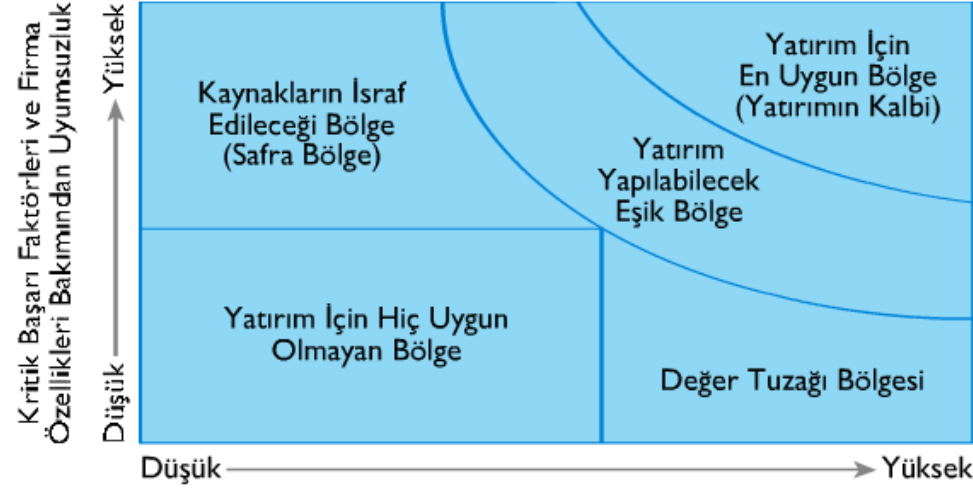 Kritik Başarı Faktörleri ve Firma
Özellikleri Bakımından Uyumsuzluk
Yüksek
Düşük
Kaynakların İsraf
Edileceği Bölge
(Safra Bölge)
Yatırım İçin
En Uygun Bölge
(Yatırımın Kalbi)
Yatırım
Yapılabilecek
Eşik Bölge
Yatırım İçin Hiç Uygun
Olmayan Bölge
Değer Tuzağı Bölgesi
Düşük
Yüksek